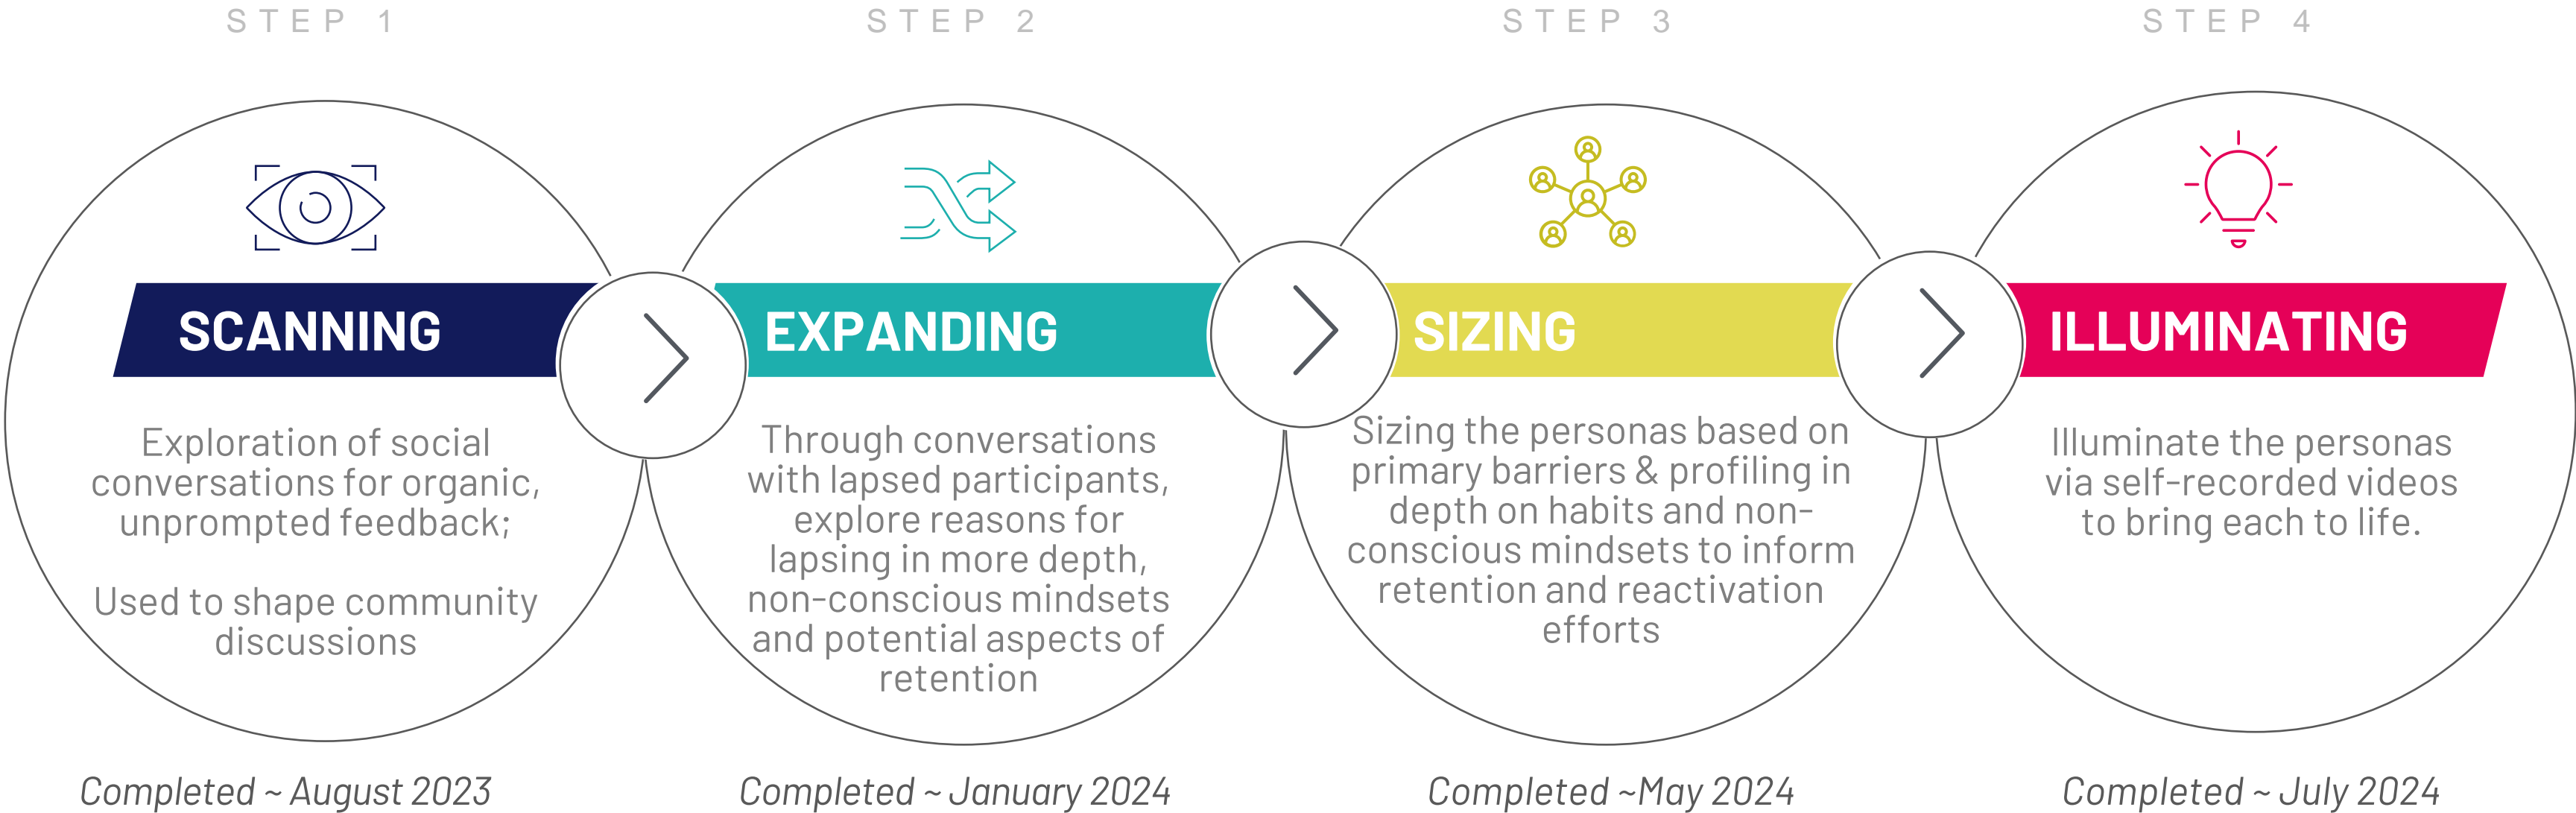 STEP 1
STEP 2
STEP 3
STEP 4
SCANNING
Exploration of social
conversations for organic,
unprompted feedback;
Used to shape community
discussions
Completed ~ August 2023
EXPANDING
Through conversations
with lapsed participants,
explore reasons for
lapsing in more depth,
non-conscious mindsets
and potential aspects of
retention
Completed ~ January 2024
SIZING
Sizing the personas based on
primary barriers & profiling in
depth on habits and non-
conscious mindsets to inform
retention and reactivation
efforts
Completed ~May 2024
ILLUMINATING
Illuminate the personas
via self-recorded videos
to bring each to life.
Completed ~ July 2024